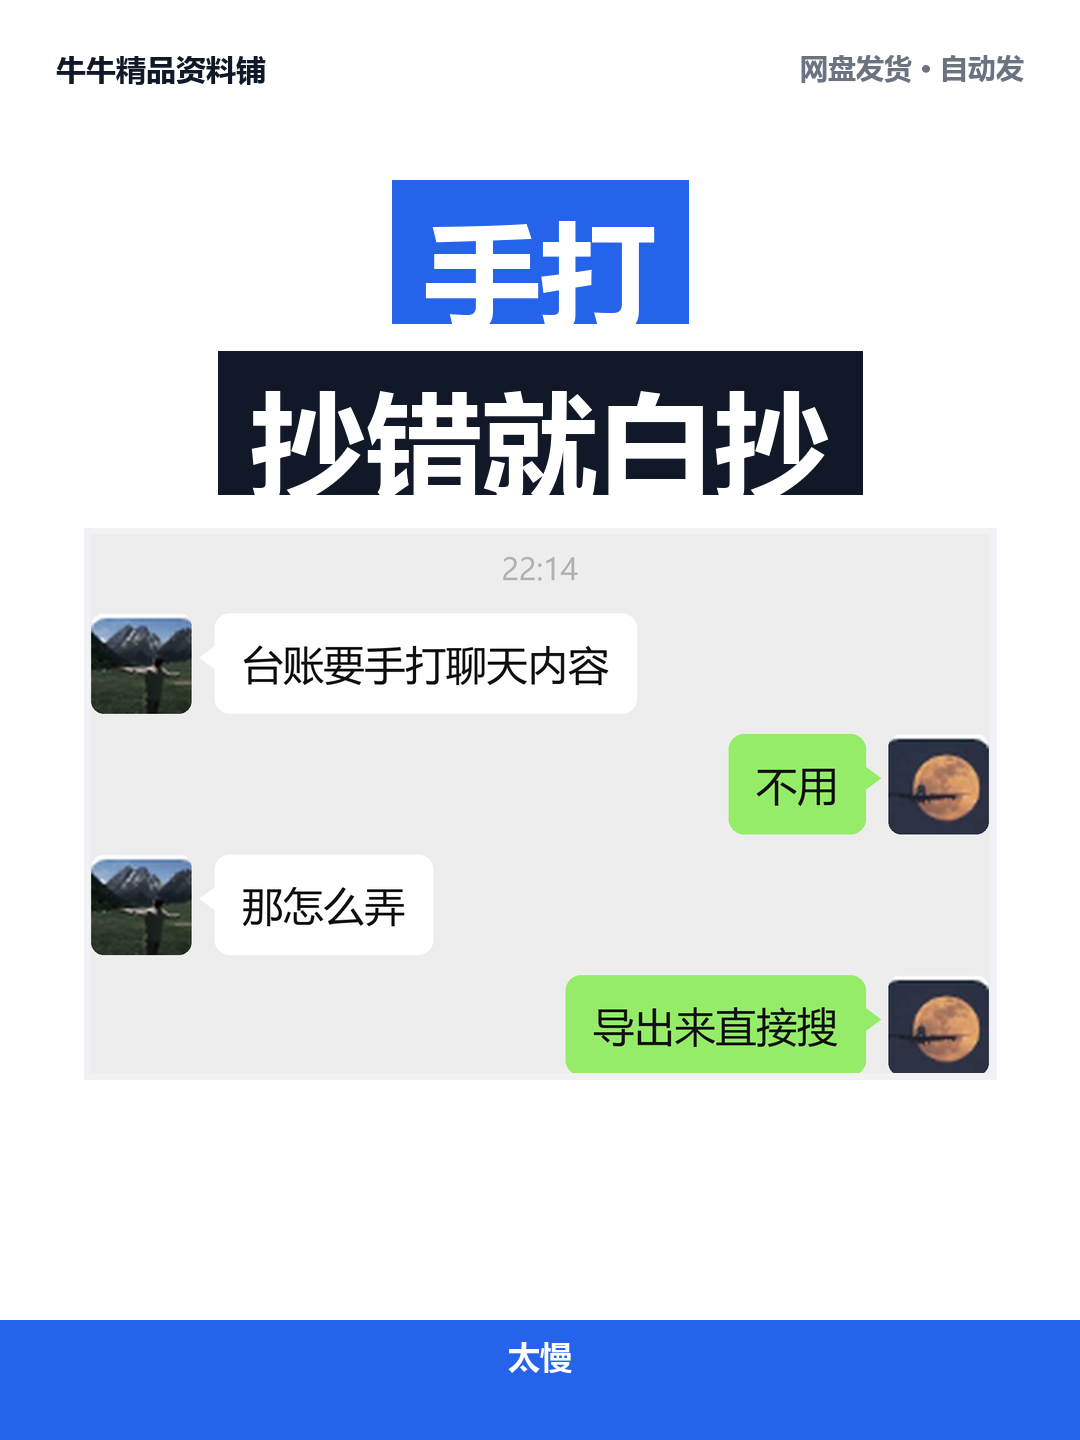 牛牛精品资料铺
网盘发货・自动发
手打
抄错就白抄
22:14
台账要手打聊天内容
不用
那怎么弄
导出来直接搜
太慢